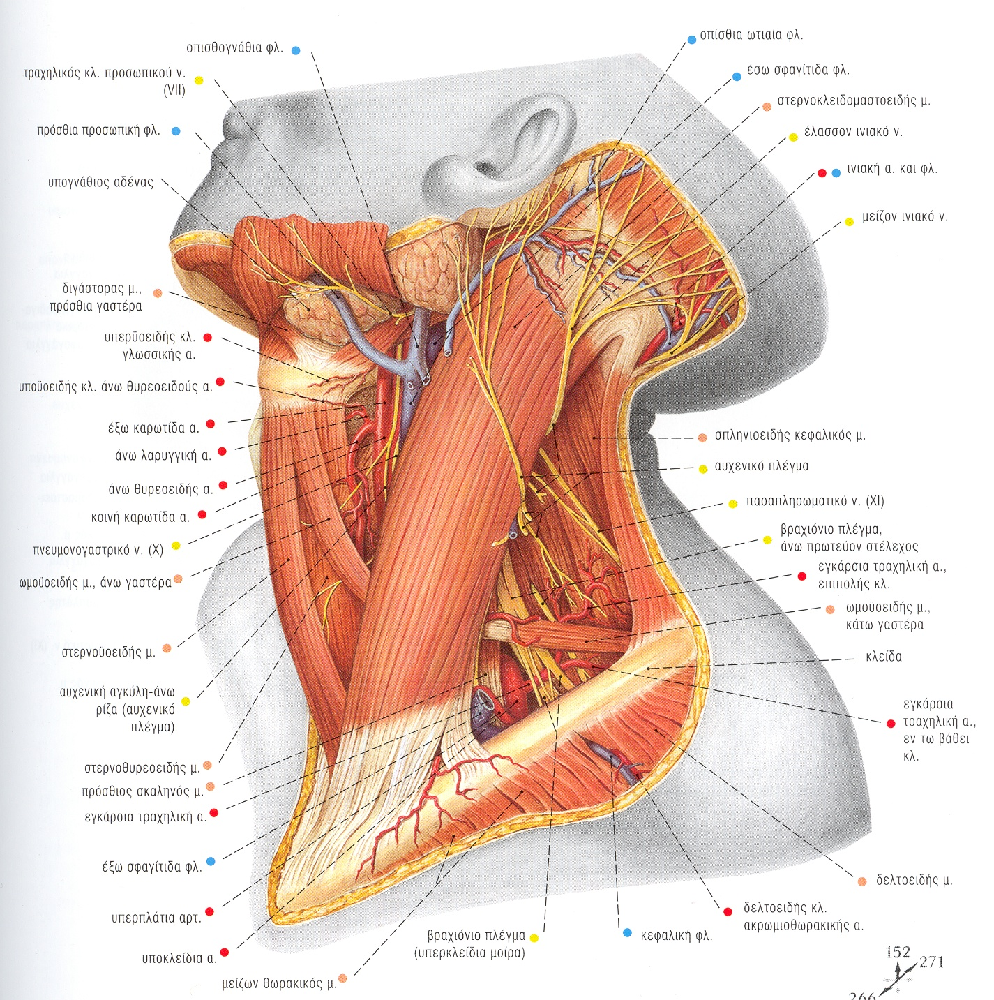 οπισθογνάθια φλ.
τραχηλικός κλ. προσωπικού ν.
(VII)
πρόσθια προσωπική φλ.
υπογνάθιος αδένας
διγάστορας μ.,
πρόσθια γαστέρα
υπερϋοειδής κλ.
γλωσσικής α.
υποϋοειδής κλ. άνω θυρεοειδούς α.
έξω καρωτίδα α.
άνω λαρυγγική α.
άνω θυρεοειδής α.
κοινή καρωτίδα α.
πνευμονογαστρικό ν. (X)
ωμοϋοειδής μ., άνω γαστέρα
στερνοϋοειδής μ.
αυχενική αγκύλη-άνω
ρίζα (αυχενικό
πλέγμα)
στερνοθυρεοειδής μ.
πρόσθιος σκαληνός μ.
εγκάρσια τραχηλική α.
έξω σφαγίτιδα φλ.
υπερπλάτια αρτ.
υποκλείδια α.
μείζων θωρακικός μ.
βραχιόνιο πλέγμα
(υπερκλείδια μοίρα)
οπίσθια ωτιαία φλ.
έσω σφαγίτιδα φλ.
στερνοκλειδομαστοειδής μ.
έλασσον ινιακό ν.
ινιακή α. και φλ.
μείζον ινιακό ν.
σπληνιοειδής κεφαλικός μ.
αυχενικό πλέγμα
παραπληρωματικό ν. (XI)
βραχιόνιο πλέγμα,
άνω πρωτεύον στέλεχος
εγκάρσια τραχηλική α.,
επιπολής κλ.
ωμοϋοειδής μ.,
κάτω γαστέρα
κλείδα
εγκάρσια
τραχηλική α.,
εν τω βάθει
κλ.
δελτοειδής μ.
δελτοειδής κλ.
ακρωμιοθωρακικής α.
κεφαλική φλ.
152
271
266